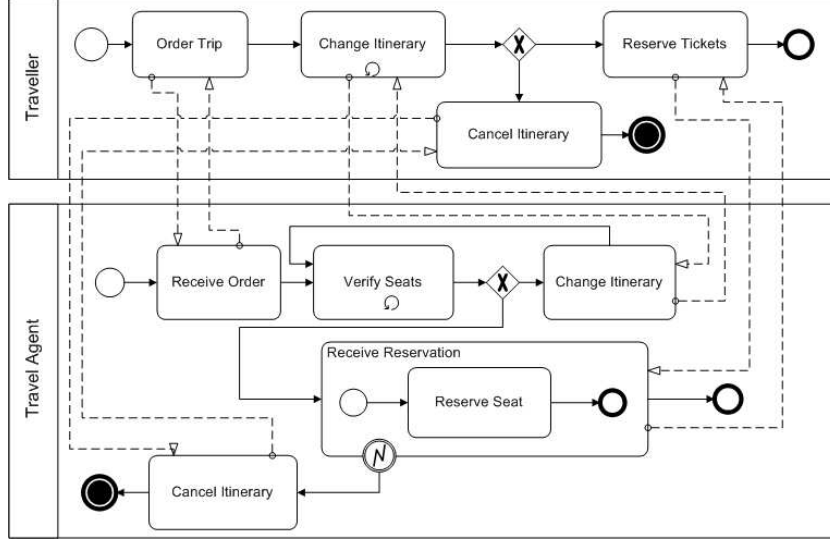 Traveller
Order Trip
Change Itinerary
Reserve Tickets
Cancel Itinerary
Travel Agent
Receive Order
Verify Seats
Change Itinerary
Receive Reservation
Reserve Seat
Cancel Itinerary